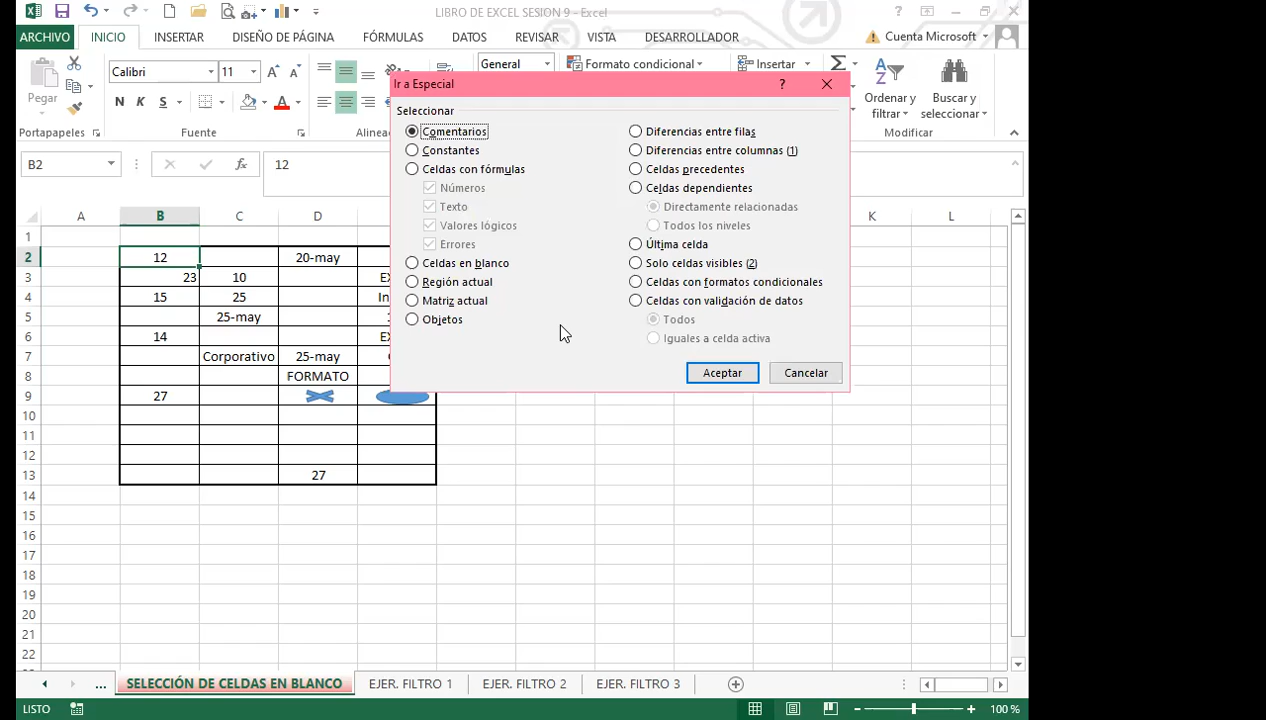 LIBRO DE EXCEL SESION 9 - Excel
ARCHIVO INICIO INSERTAR DISEÑO DE PÁGINA FÓRMULAS DATOS REVISAR VISTA DESARROLLADOR Cuenta Microsoft
Pegar
Calibri 11
N K S
General
Formato condicional
Insertar
Ordenar y filtrar
Buscar y seleccionar
Portapapeles Fuente Modificar
B2 12
Ir a Especial
Seleccionar
Comentarios
Constantes
Celdas con fórmulas
Números
Texto
Valores lógicos
Errores
Celdas en blanco
Región actual
Matriz actual
Objetos
Diferencias entre filas
Diferencias entre columnas (1)
Celdas precedentes
Celdas dependientes
Directamente relacionadas
Todos los niveles
Última celda
Solo celdas visibles (2)
Celdas con formatos condicionales
Celdas con validación de datos
Todos
Iguales a celda activa
Aceptar Cancelar
A B C D K L
1
2 12 20-may
3 23 10
4 15 25
5 25-may
6 14
7 Corporativo 25-may
8 FORMATO
9 27
10
11
12
13 27
14
15
16
17
18
19
20
21
22
... SELECCIÓN DE CELDAS EN BLANCO EJER. FILTRO 1 EJER. FILTRO 2 EJER. FILTRO 3
LISTO 100 %